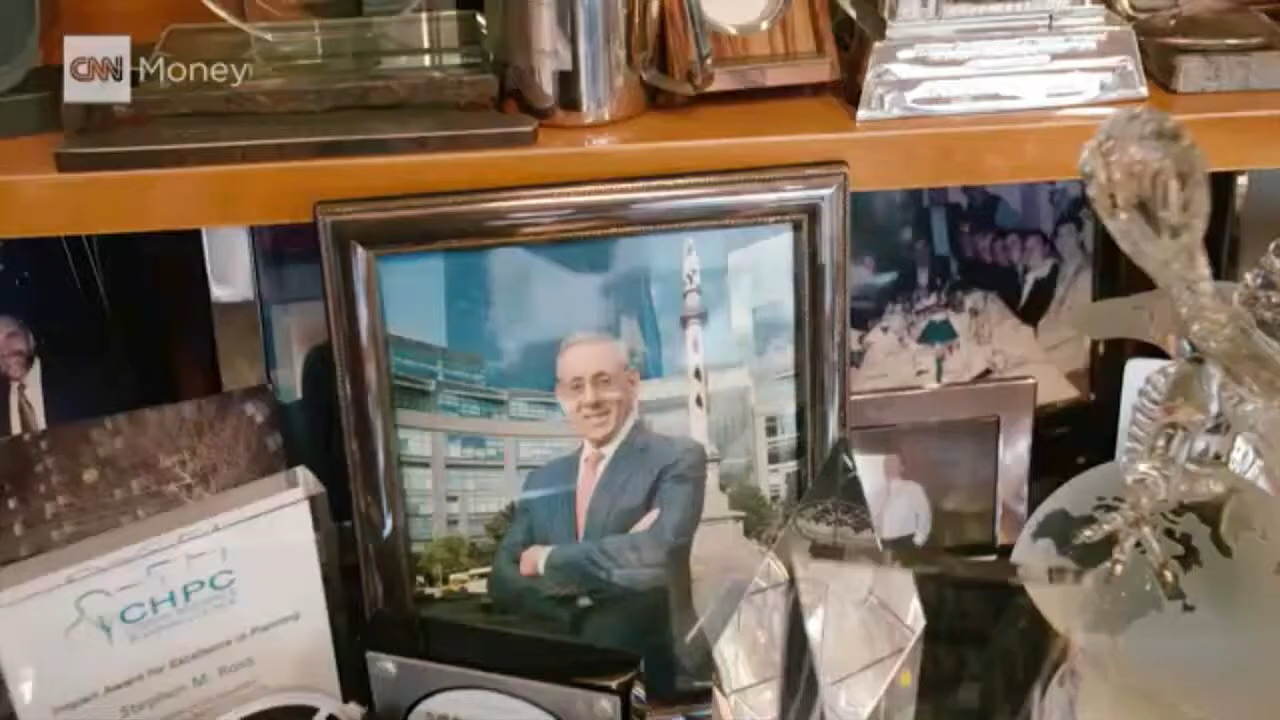 CNN Money
CHPC
Impact Award For Excellence in Planning
Stephen M. Ross